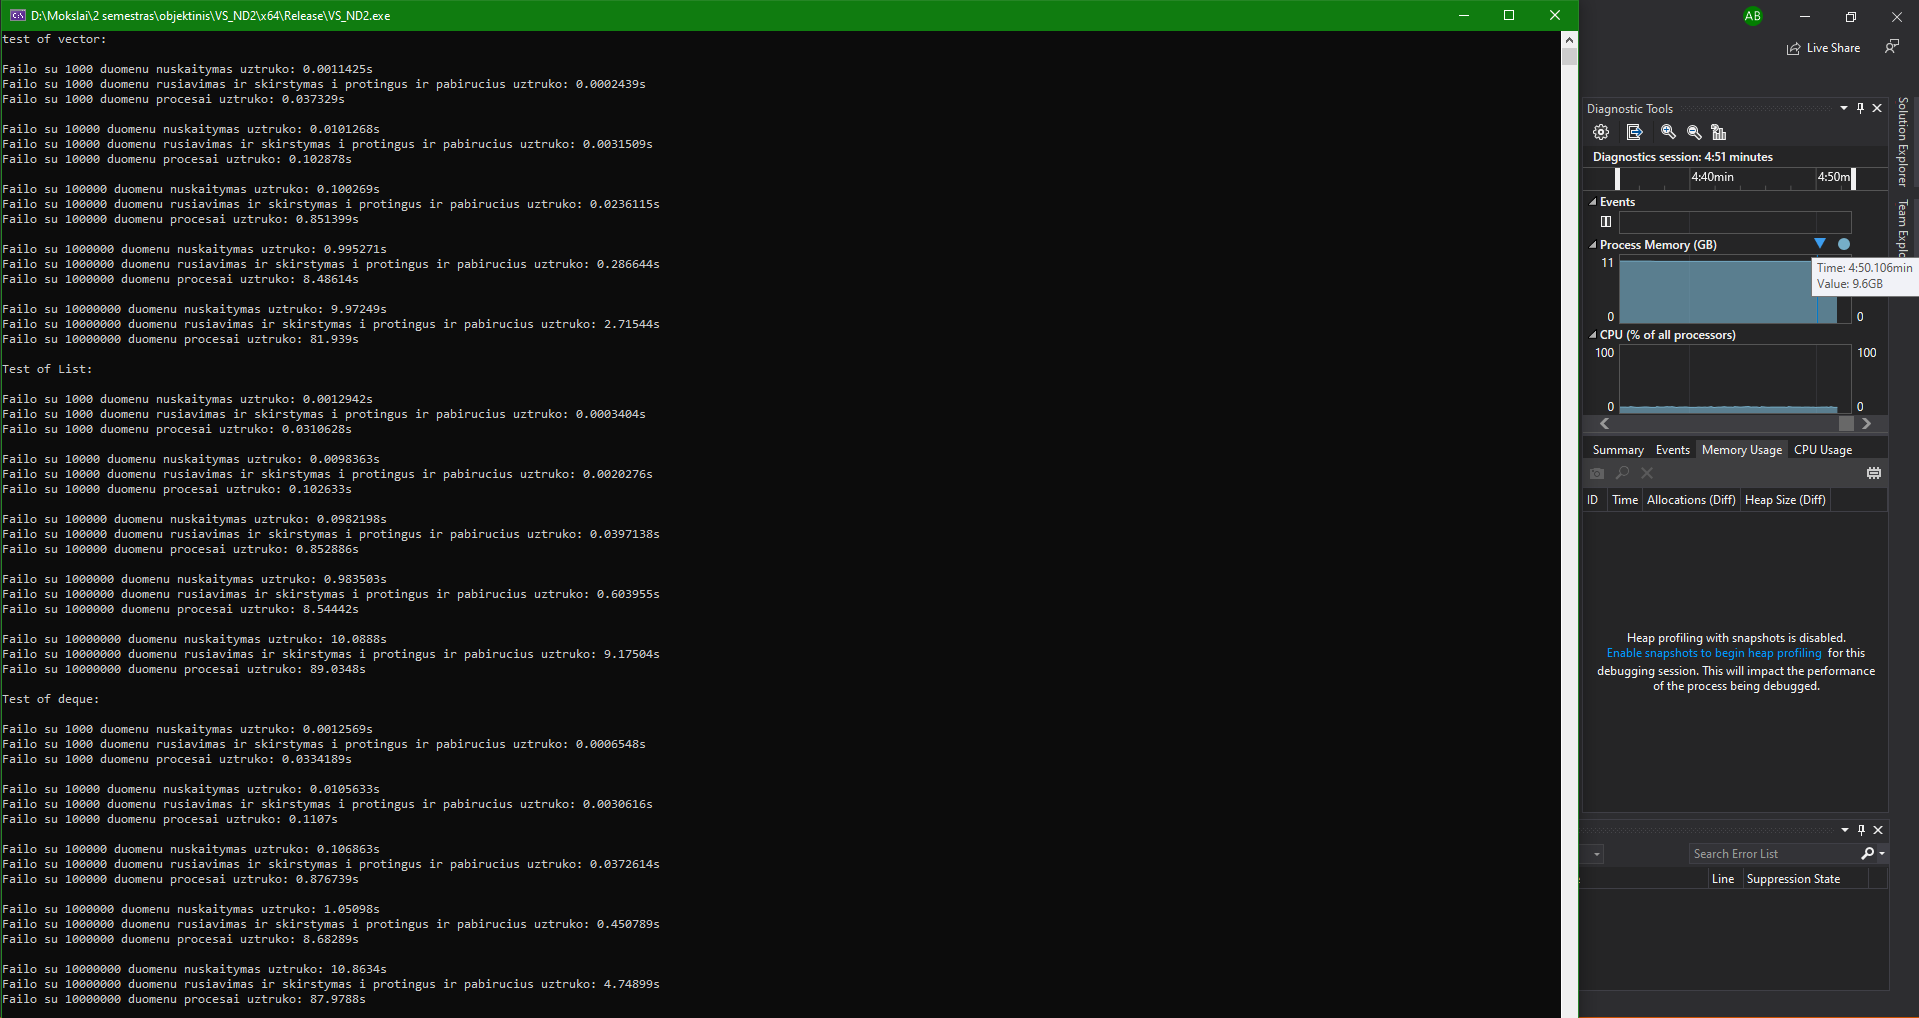 D:\Mokslai\2 semestras\objektinis\VS_ND2\x64\Release\VS_ND2.exe
test of vector:
Failo su 1000 duomenu nuskaitymas uztruko: 0.0011425s
Failo su 1000 duomenu rusiavimas ir skirstymas i protingus ir pabirucius uztruko: 0.0002439s
Failo su 1000 duomenu procesai uztruko: 0.037329s
Failo su 10000 duomenu nuskaitymas uztruko: 0.0101268s
Failo su 10000 duomenu rusiavimas ir skirstymas i protingus ir pabirucius uztruko: 0.0031509s
Failo su 10000 duomenu procesai uztruko: 0.102878s
Failo su 100000 duomenu nuskaitymas uztruko: 0.100269s
Failo su 100000 duomenu rusiavimas ir skirstymas i protingus ir pabirucius uztruko: 0.0236115s
Failo su 100000 duomenu procesai uztruko: 0.851399s
Failo su 1000000 duomenu nuskaitymas uztruko: 0.995271s
Failo su 1000000 duomenu rusiavimas ir skirstymas i protingus ir pabirucius uztruko: 0.286644s
Failo su 1000000 duomenu procesai uztruko: 8.48614s
Failo su 10000000 duomenu nuskaitymas uztruko: 9.97249s
Failo su 10000000 duomenu rusiavimas ir skirstymas i protingus ir pabirucius uztruko: 2.71544s
Failo su 10000000 duomenu procesai uztruko: 81.939s
Test of List:
Failo su 1000 duomenu nuskaitymas uztruko: 0.0012942s
Failo su 1000 duomenu rusiavimas ir skirstymas i protingus ir pabirucius uztruko: 0.0003404s
Failo su 1000 duomenu procesai uztruko: 0.0310628s
Failo su 10000 duomenu nuskaitymas uztruko: 0.0098363s
Failo su 10000 duomenu rusiavimas ir skirstymas i protingus ir pabirucius uztruko: 0.0020276s
Failo su 10000 duomenu procesai uztruko: 0.102633s
Failo su 100000 duomenu nuskaitymas uztruko: 0.0982198s
Failo su 100000 duomenu rusiavimas ir skirstymas i protingus ir pabirucius uztruko: 0.0397138s
Failo su 100000 duomenu procesai uztruko: 0.852886s
Failo su 1000000 duomenu nuskaitymas uztruko: 0.983503s
Failo su 1000000 duomenu rusiavimas ir skirstymas i protingus ir pabirucius uztruko: 0.603955s
Failo su 1000000 duomenu procesai uztruko: 8.54442s
Failo su 10000000 duomenu nuskaitymas uztruko: 10.0888s
Failo su 10000000 duomenu rusiavimas ir skirstymas i protingus ir pabirucius uztruko: 9.17504s
Failo su 10000000 duomenu procesai uztruko: 89.0348s
Test of deque:
Failo su 1000 duomenu nuskaitymas uztruko: 0.0012569s
Failo su 1000 duomenu rusiavimas ir skirstymas i protingus ir pabirucius uztruko: 0.0006548s
Failo su 1000 duomenu procesai uztruko: 0.0334189s
Failo su 10000 duomenu nuskaitymas uztruko: 0.0105633s
Failo su 10000 duomenu rusiavimas ir skirstymas i protingus ir pabirucius uztruko: 0.0030616s
Failo su 10000 duomenu procesai uztruko: 0.1107s
Failo su 100000 duomenu nuskaitymas uztruko: 0.106863s
Failo su 100000 duomenu rusiavimas ir skirstymas i protingus ir pabirucius uztruko: 0.0372614s
Failo su 100000 duomenu procesai uztruko: 0.876739s
Failo su 1000000 duomenu nuskaitymas uztruko: 1.05098s
Failo su 1000000 duomenu rusiavimas ir skirstymas i protingus ir pabirucius uztruko: 0.450789s
Failo su 1000000 duomenu procesai uztruko: 8.68289s
Failo su 10000000 duomenu nuskaitymas uztruko: 10.8634s
Failo su 10000000 duomenu rusiavimas ir skirstymas i protingus ir pabirucius uztruko: 4.74899s
Failo su 10000000 duomenu procesai uztruko: 87.9788s
AB
Live Share
Diagnostic Tools
Diagnostics session: 4:51 minutes
4:40min 4:50m
Events
Process Memory (GB)
11
Time: 4:50.106min
Value: 9.6GB
0 0
CPU (% of all processors)
100 100
0 0
Summary Events Memory Usage CPU Usage
ID Time Allocations (Diff) Heap Size (Diff)
Heap profiling with snapshots is disabled.
Enable snapshots to begin heap profiling for this
debugging session. This will impact the performance
of the process being debugged.
Search Error List
Line Suppression State
Solution Explorer
Team Explo